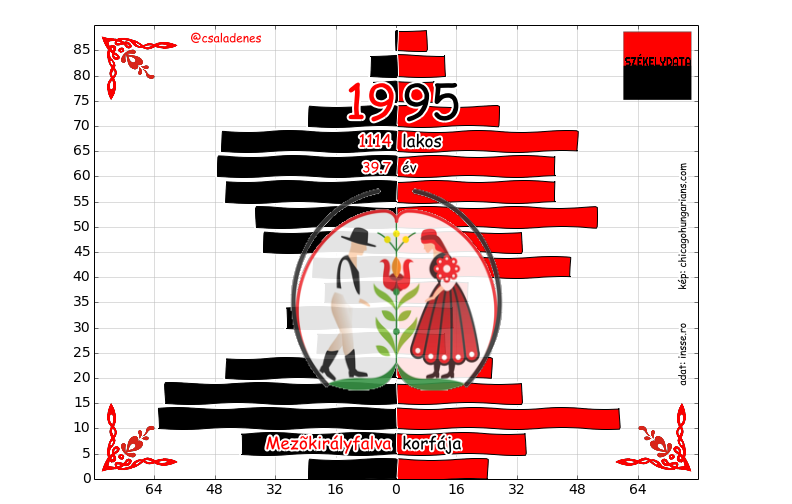 @csaladenes
SZÉKELYDATA
1995
1114 lakos
39.7 év
85
80
75
70
65
60
55
50
45
40
35
30
25
20
15
10
5
0
kép: chicagohungarians.com
adat: insse.ro
Mezõkirályfalva korfája
64 48 32 16 0 16 32 48 64